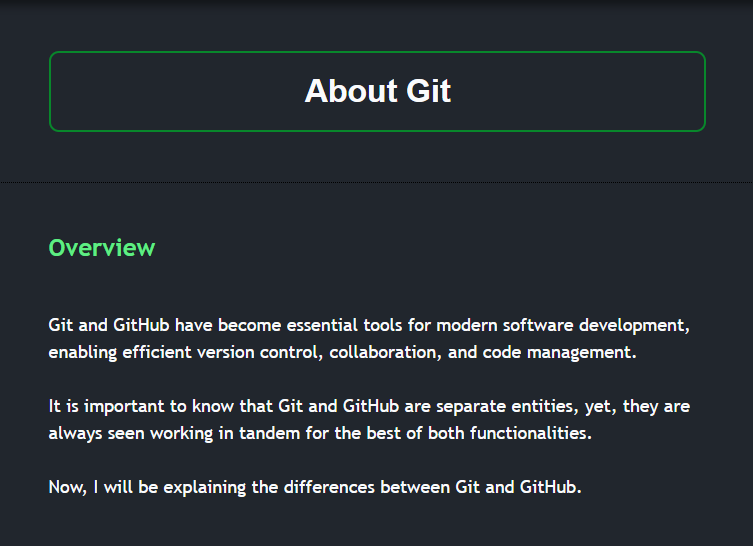 About Git
Overview
Git and GitHub have become essential tools for modern software development,
enabling efficient version control, collaboration, and code management.
It is important to know that Git and GitHub are separate entities, yet, they are
always seen working in tandem for the best of both functionalities.
Now, I will be explaining the differences between Git and GitHub.